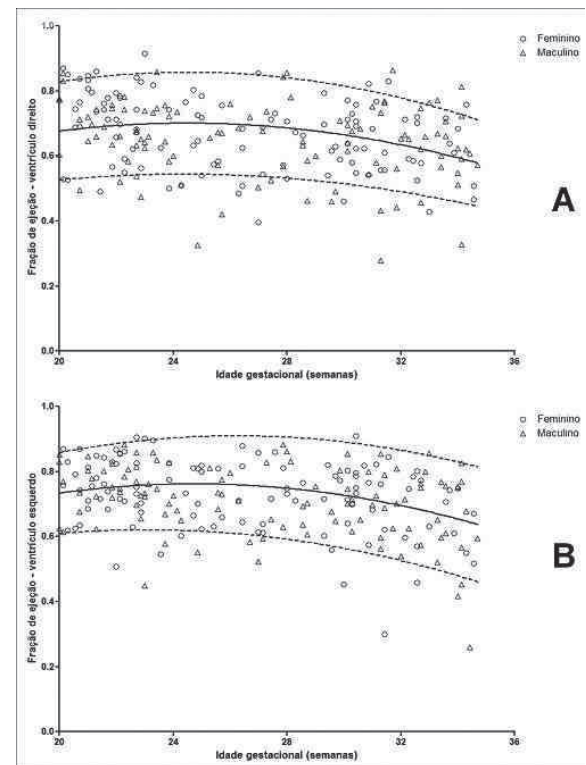 1.0
0.8
0.6
0.4
0.2
0.0
Fração de ejeção - ventrículo direito
Feminino
Maculino
A
20
24
28
32
36
Idade gestacional (semanas)
1.0
0.8
0.6
0.4
0.2
0.0
Fração de ejeção - ventrículo esquerdo
Feminino
Maculino
B
20
24
28
32
36
Idade gestacional (semanas)